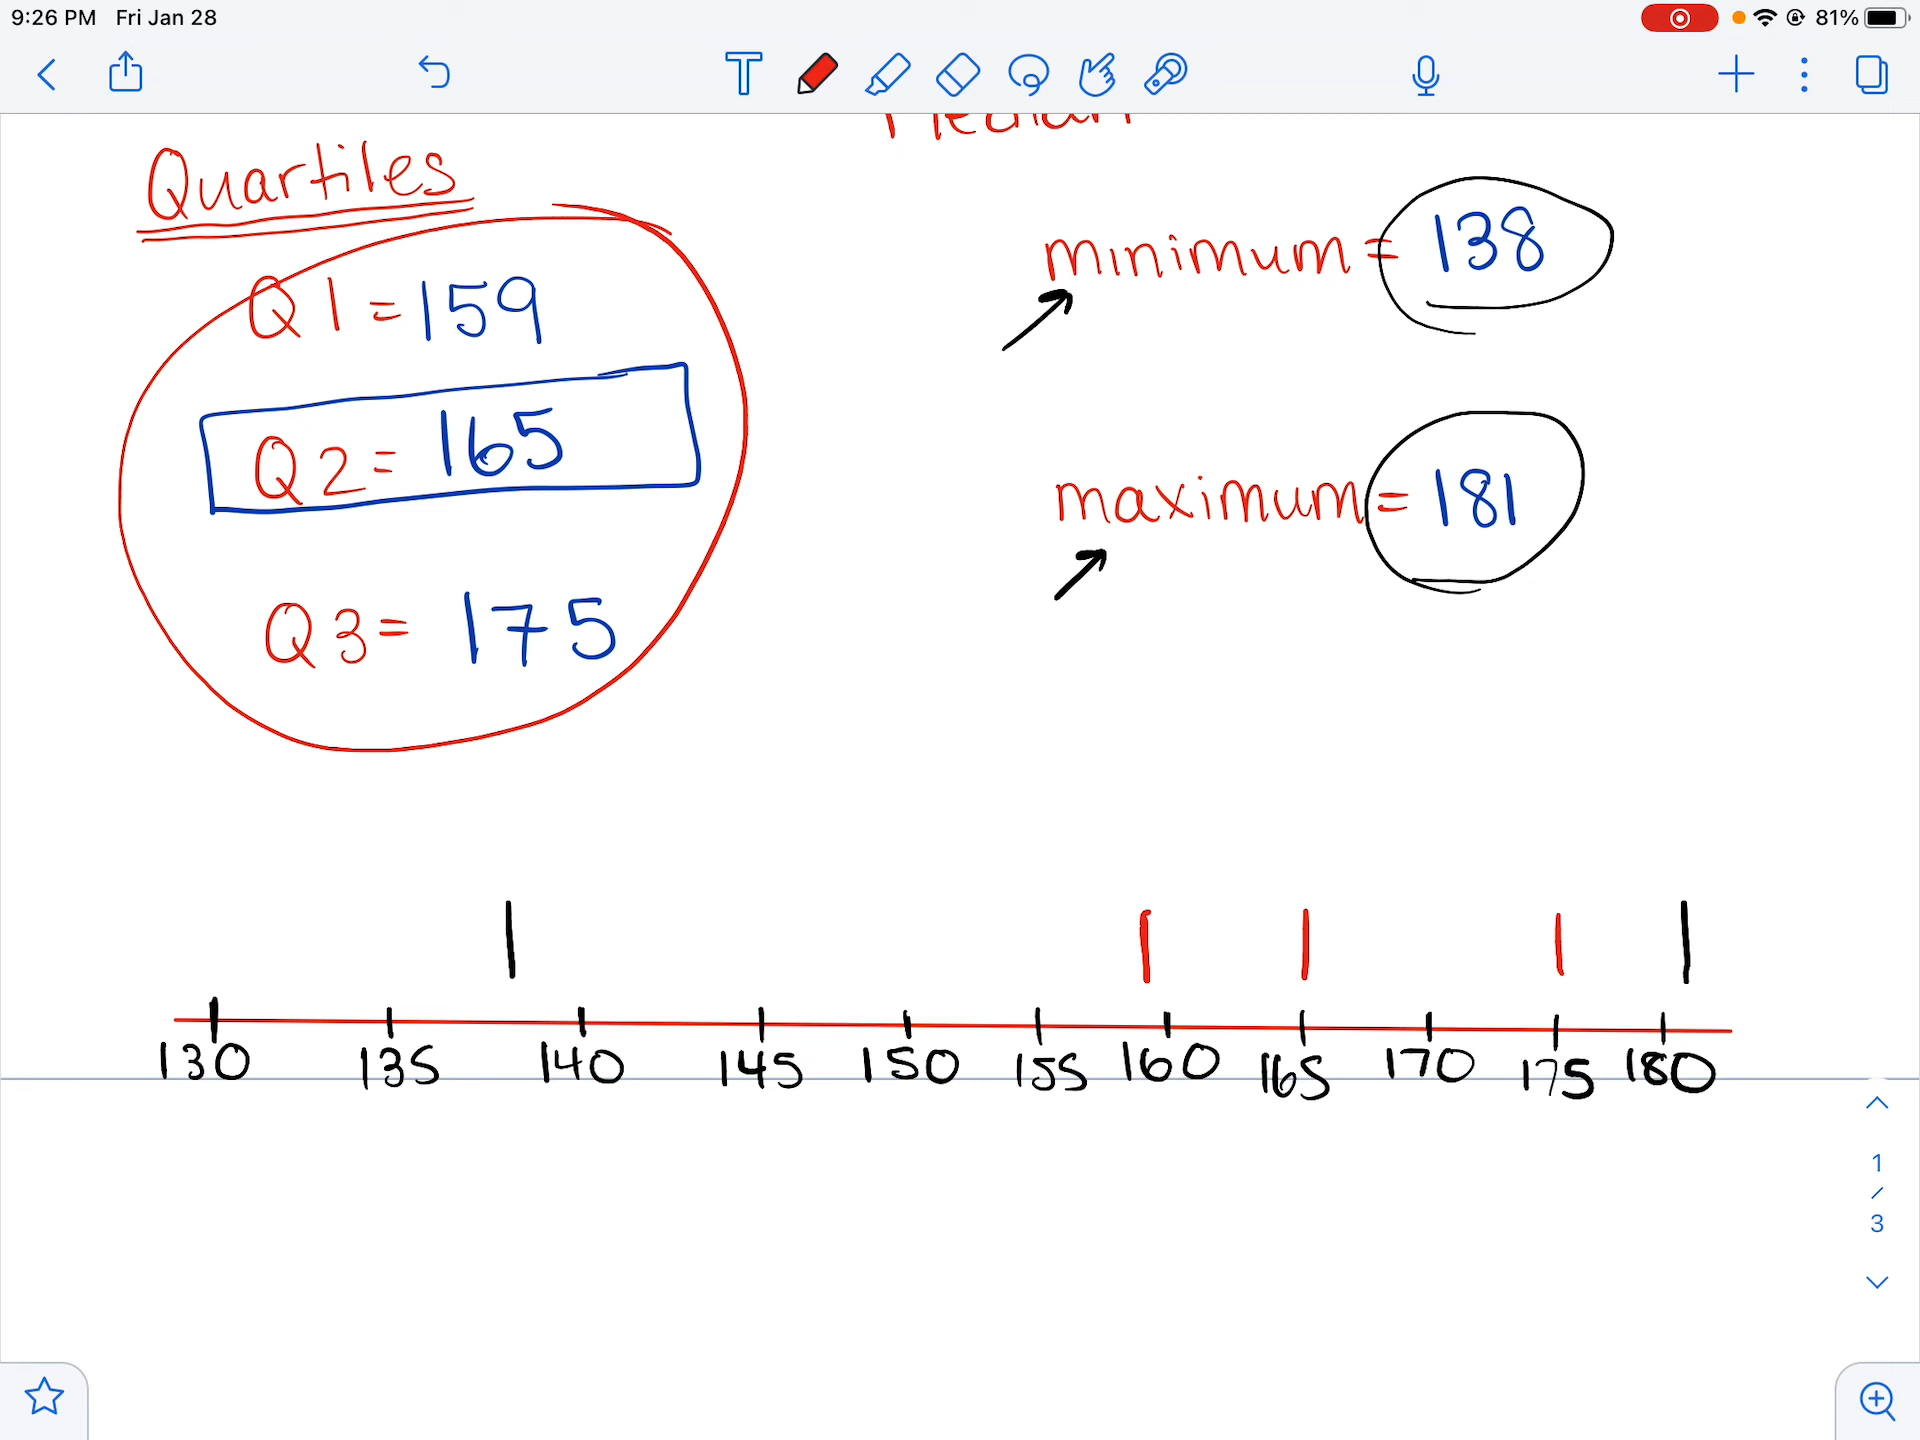 9:26 PM Fri Jan 28
81%
Median
Quartiles
minimum = 138
Q1 = 159
Q2 = 165
maximum = 181
Q3 = 175
130 135 140 145 150 155 160 165 170 175 180
1
/
3